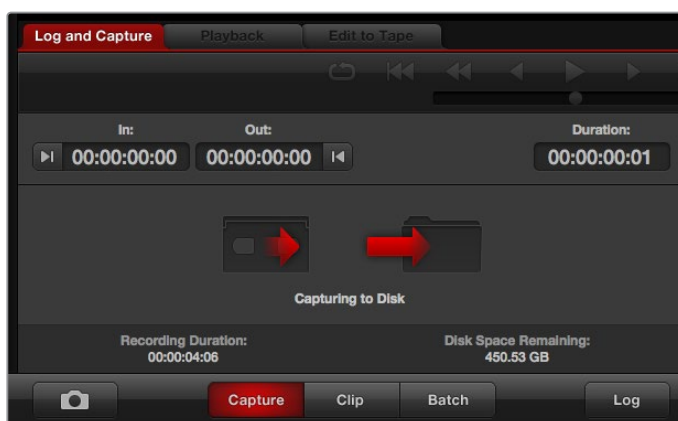 Log and Capture Playback Edit to Tape
In: Out: Duration:
00:00:00:00 00:00:00:00 00:00:00:01
Capturing to Disk
Recording Duration: Disk Space Remaining:
00:00:04:06 450.53 GB
Capture Clip Batch Log